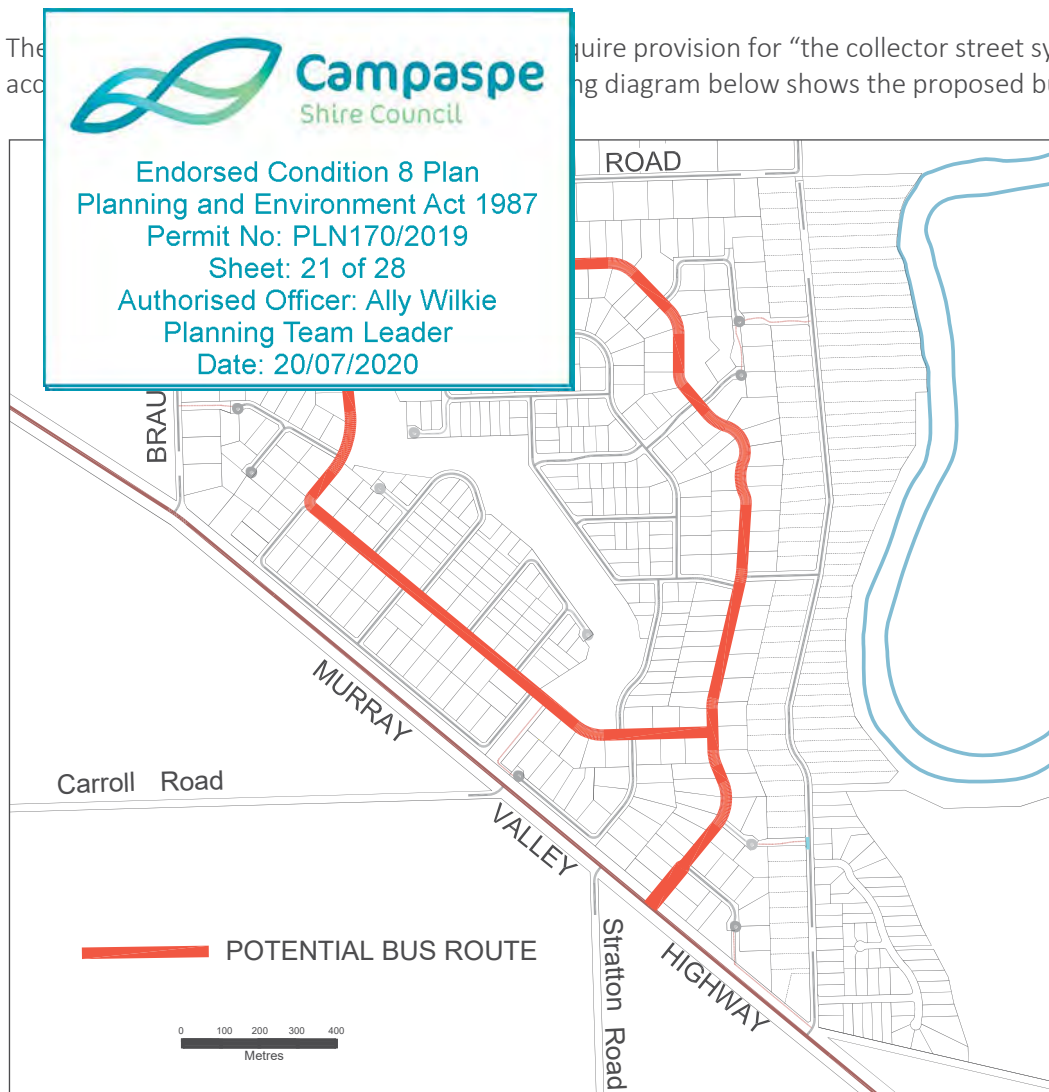 The quire provision for “the collector street sy
acc ng diagram below shows the proposed bu
Campaspe
Shire Council
Endorsed Condition 8 Plan
Planning and Environment Act 1987
Permit No: PLN170/2019
Sheet: 21 of 28
Authorised Officer: Ally Wilkie
Planning Team Leader
Date: 20/07/2020
ROAD
BRAU
MURRAY
Carroll Road
VALLEY
Stratton Road
HIGHWAY
POTENTIAL BUS ROUTE
0 100 200 300 400
Metres